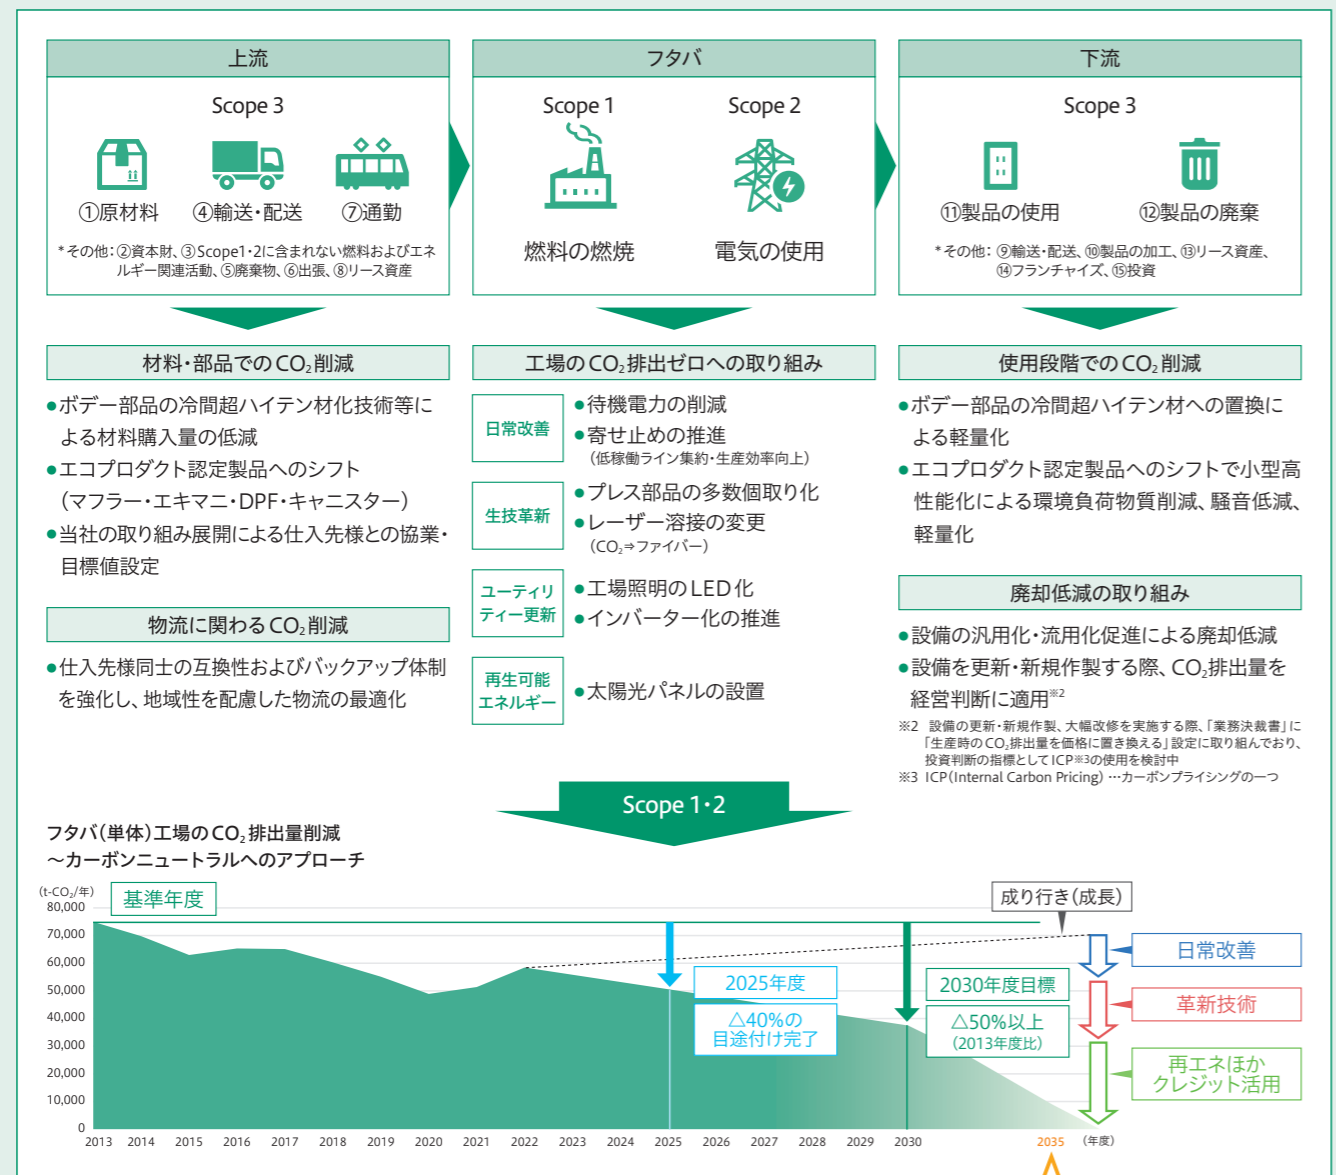 上流
Scope 3
①原材料
④輸送・配送
⑦通勤
*その他:②資本財、③Scope1・2に含まれない燃料およびエネ
ルギー関連活動、⑤廃棄物、⑥出張、⑧リース資産
フタバ
Scope 1
Scope 2
燃料の燃焼
電気の使用
下流
Scope 3
⑪製品の使用
⑫製品の廃棄
*その他:⑨輸送・配送、⑩製品の加工、⑬リース資産、
⑭フランチャイズ、⑮投資
材料・部品でのCO₂削減
●ボデー部品の冷間超ハイテン材化技術等に
よる材料購入量の低減
●エコプロダクト認定製品へのシフト
(マフラー・エキマニ・DPF・キャニスター)
●当社の取り組み展開による仕入先様との協業・
目標値設定
物流に関わるCO₂削減
●仕入先様同士の互換性およびバックアップ体制
を強化し、地域性を配慮した物流の最適化
工場のCO₂排出ゼロへの取り組み
日常改善
●待機電力の削減
●寄せ止めの推進
(低稼働ライン集約・生産効率向上)
生技革新
●プレス部品の多数個取り化
●レーザー溶接の変更
(CO₂⇒ファイバー)
ユーティリ
ティー更新
●工場照明のLED化
●インバーター化の推進
再生可能
エネルギー
●太陽光パネルの設置
使用段階でのCO₂削減
●ボデー部品の冷間超ハイテン材への置換に
よる軽量化
●エコプロダクト認定製品へのシフトで小型高
性能化による環境負荷物質削減、騒音低減、
軽量化
廃却低減の取り組み
●設備の汎用化・流用化促進による廃却低減
●設備を更新・新規作製する際、CO₂排出量を
経営判断に適用※2
※2 設備の更新・新規作製、大幅改修を実施する際、「業務決裁書」に
「生産時のCO₂排出量を価格に置き換える」設定に取り組んでおり、
投資判断の指標としてICP※3の使用を検討中
※3 ICP(Internal Carbon Pricing) …カーボンプライシングの一つ
Scope 1・2
フタバ(単体)工場のCO₂排出量削減
~カーボンニュートラルへのアプローチ
(t-CO₂/年)
80,000
70,000
60,000
50,000
40,000
30,000
20,000
10,000
0
基準年度
成り行き(成長)
2025年度
△40%の
目途付け完了
2030年度目標
△50%以上
(2013年度比)
日常改善
革新技術
再エネほか
クレジット活用
2013 2014 2015 2016 2017 2018 2019 2020 2021 2022 2023 2024 2025 2026 2027 2028 2029 2030 2035 (年度)